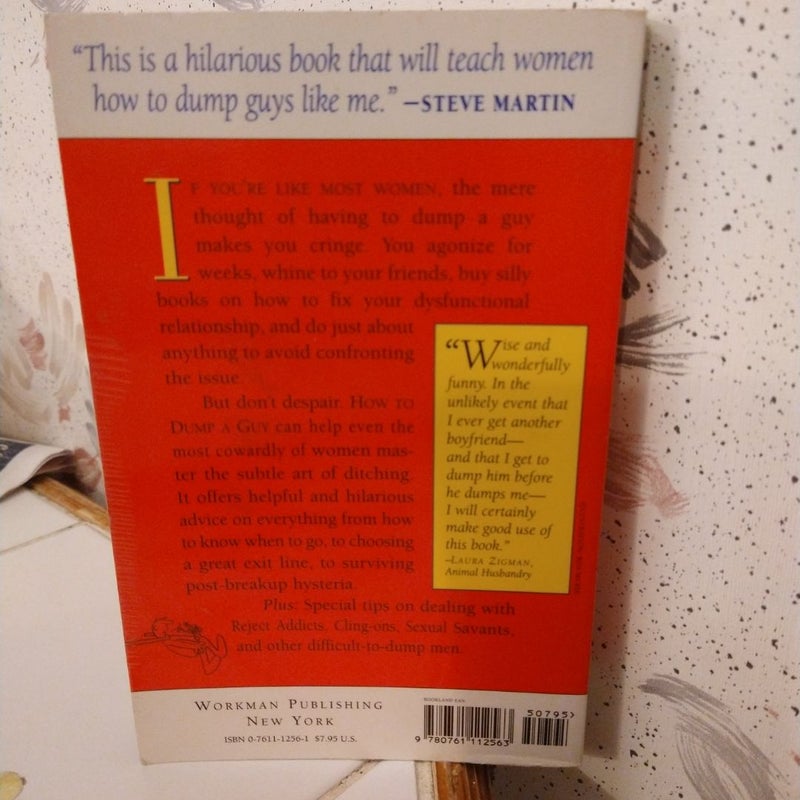 “This is a hilarious book that will teach women
how to dump guys like me.” —STEVE MARTIN
IF YOU'RE LIKE MOST WOMEN, the mere
thought of having to dump a guy
makes you cringe. You agonize for
weeks, whine to your friends, buy silly
books on how to fix your dysfunctional
relationship, and do just about
anything to avoid confronting
the issue.
But don't despair. HOW TO
DUMP A GUY can help even the
most cowardly of women mas-
ter the subtle art of ditching.
It offers helpful and hilarious
advice on everything from how
to know when to go, to choosing
a great exit line, to surviving
post-breakup hysteria.
Plus: Special tips on dealing with
Reject Addicts, Cling-ons, Sexual Savants,
and other difficult-to-dump men.
“Wise and
wonderfully
funny. In the
unlikely event that
I ever get another
boyfriend—
and that I get to
dump him before
he dumps me—
I will certainly
make good use of
this book.”
—LAURA ZIGMAN,
Animal Husbandry
WORKMAN PUBLISHING
NEW YORK
ISBN 0-7611-1256-1 $7.95 U.S.
BOOKLAND EAN
50795>
9 780761 112563